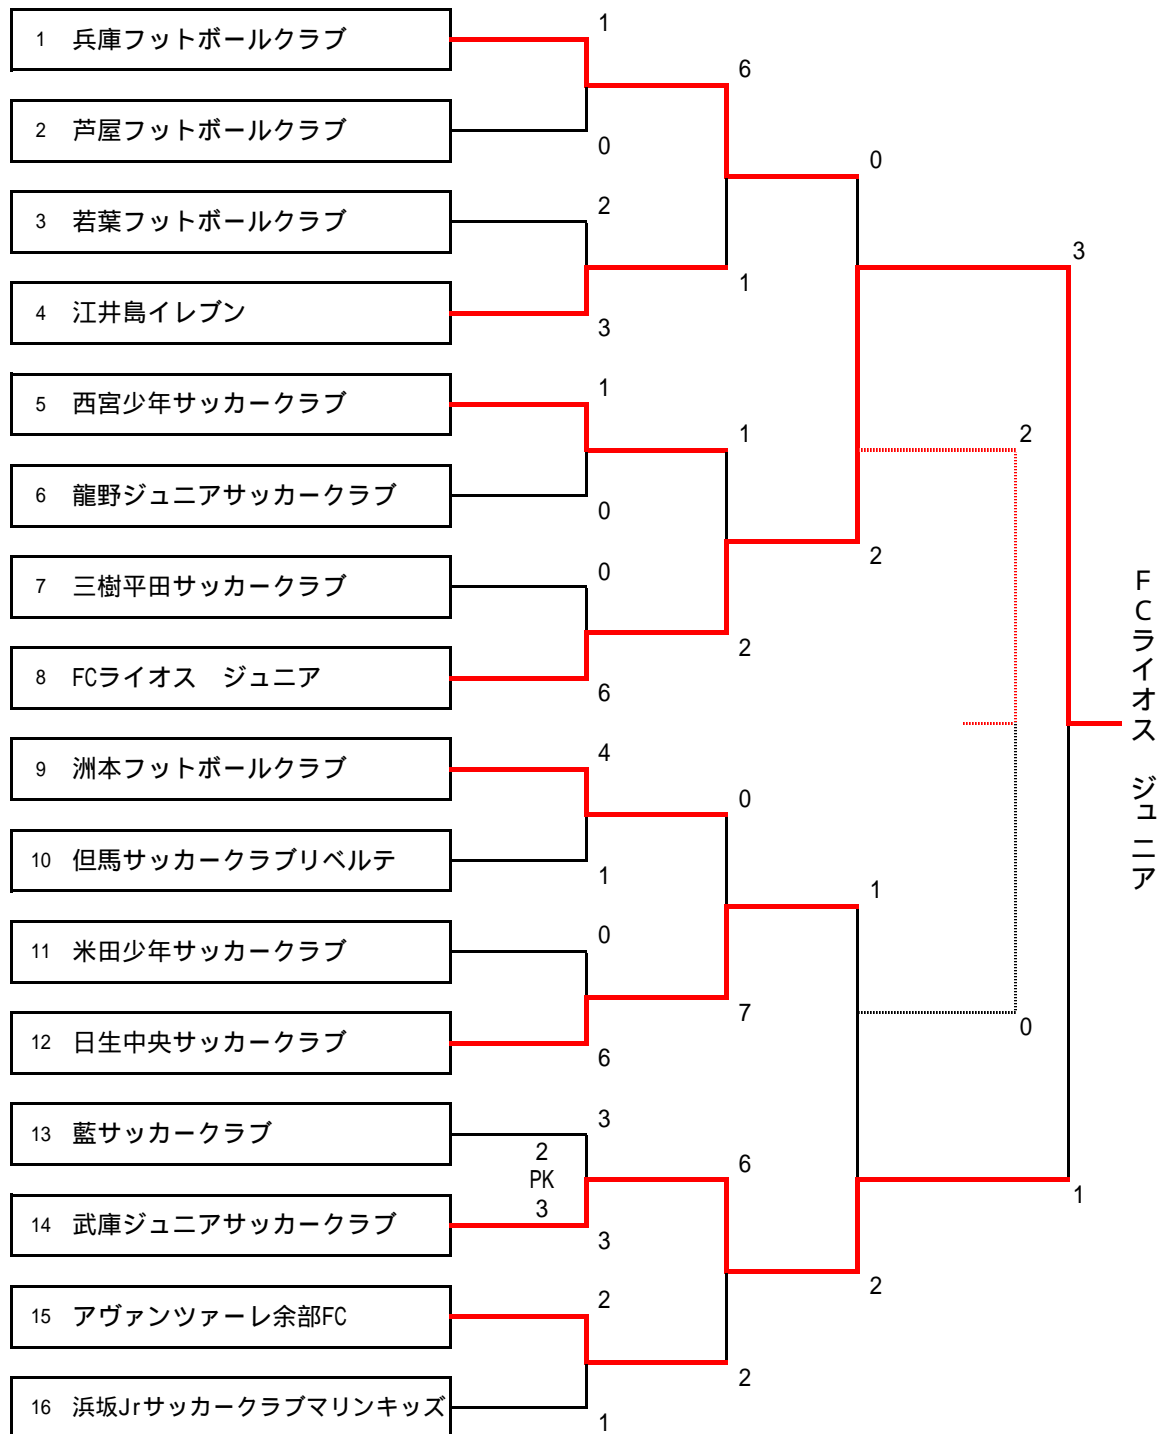 1 兵庫フットボールクラブ
1
6
2 芦屋フットボールクラブ
0
0
3 若葉フットボールクラブ
2
3
1
4 江井島イレブン
3
5 西宮少年サッカークラブ
1
1
2
6 龍野ジュニアサッカークラブ
0
2
7 三樹平田サッカークラブ
0
2
8 FCライオス　ジュニア
6
FCライオス　ジュニア
9 洲本フットボールクラブ
4
0
10 但馬サッカークラブリベルテ
1
1
11 米田少年サッカークラブ
0
7
0
12 日生中央サッカークラブ
6
13 藍サッカークラブ
3
2
PK
3
6
14 武庫ジュニアサッカークラブ
3
1
2
15 アヴァンツァーレ余部FC
2
2
16 浜坂Jrサッカークラブマリンキッズ
1